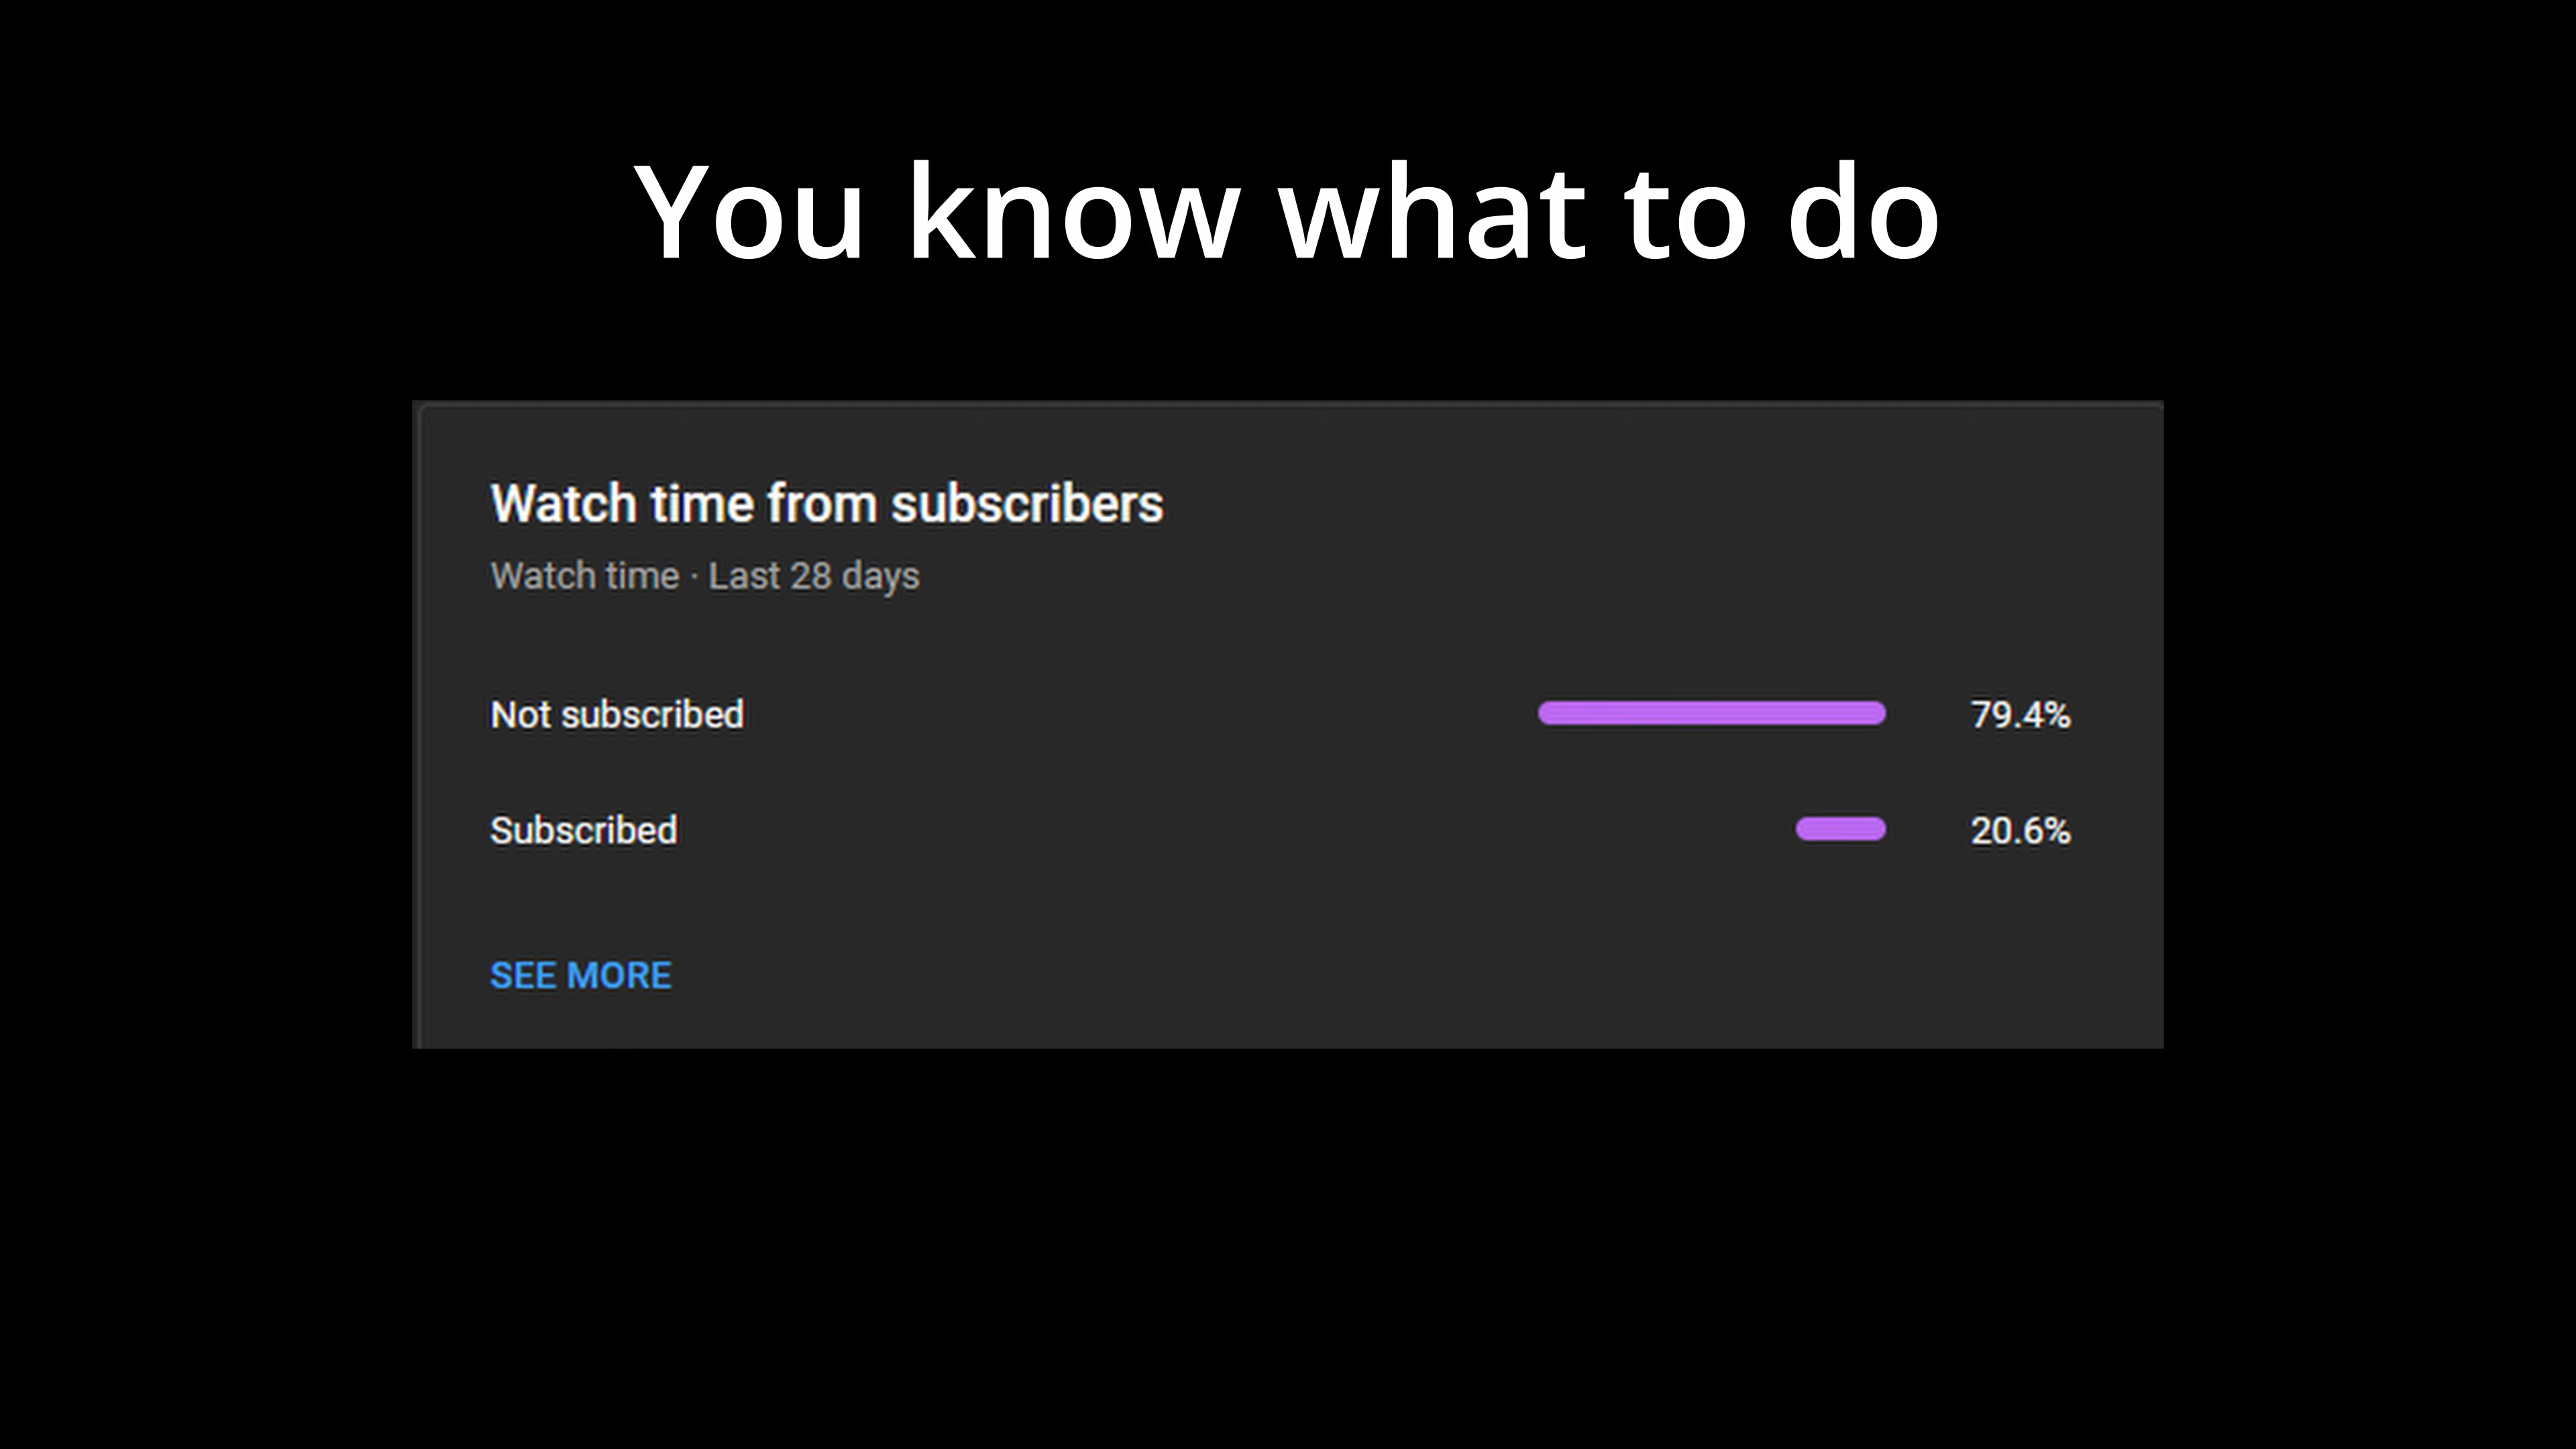 You know what to do
Watch time from subscribers
Watch time · Last 28 days
Not subscribed 79.4%
Subscribed 20.6%
SEE MORE